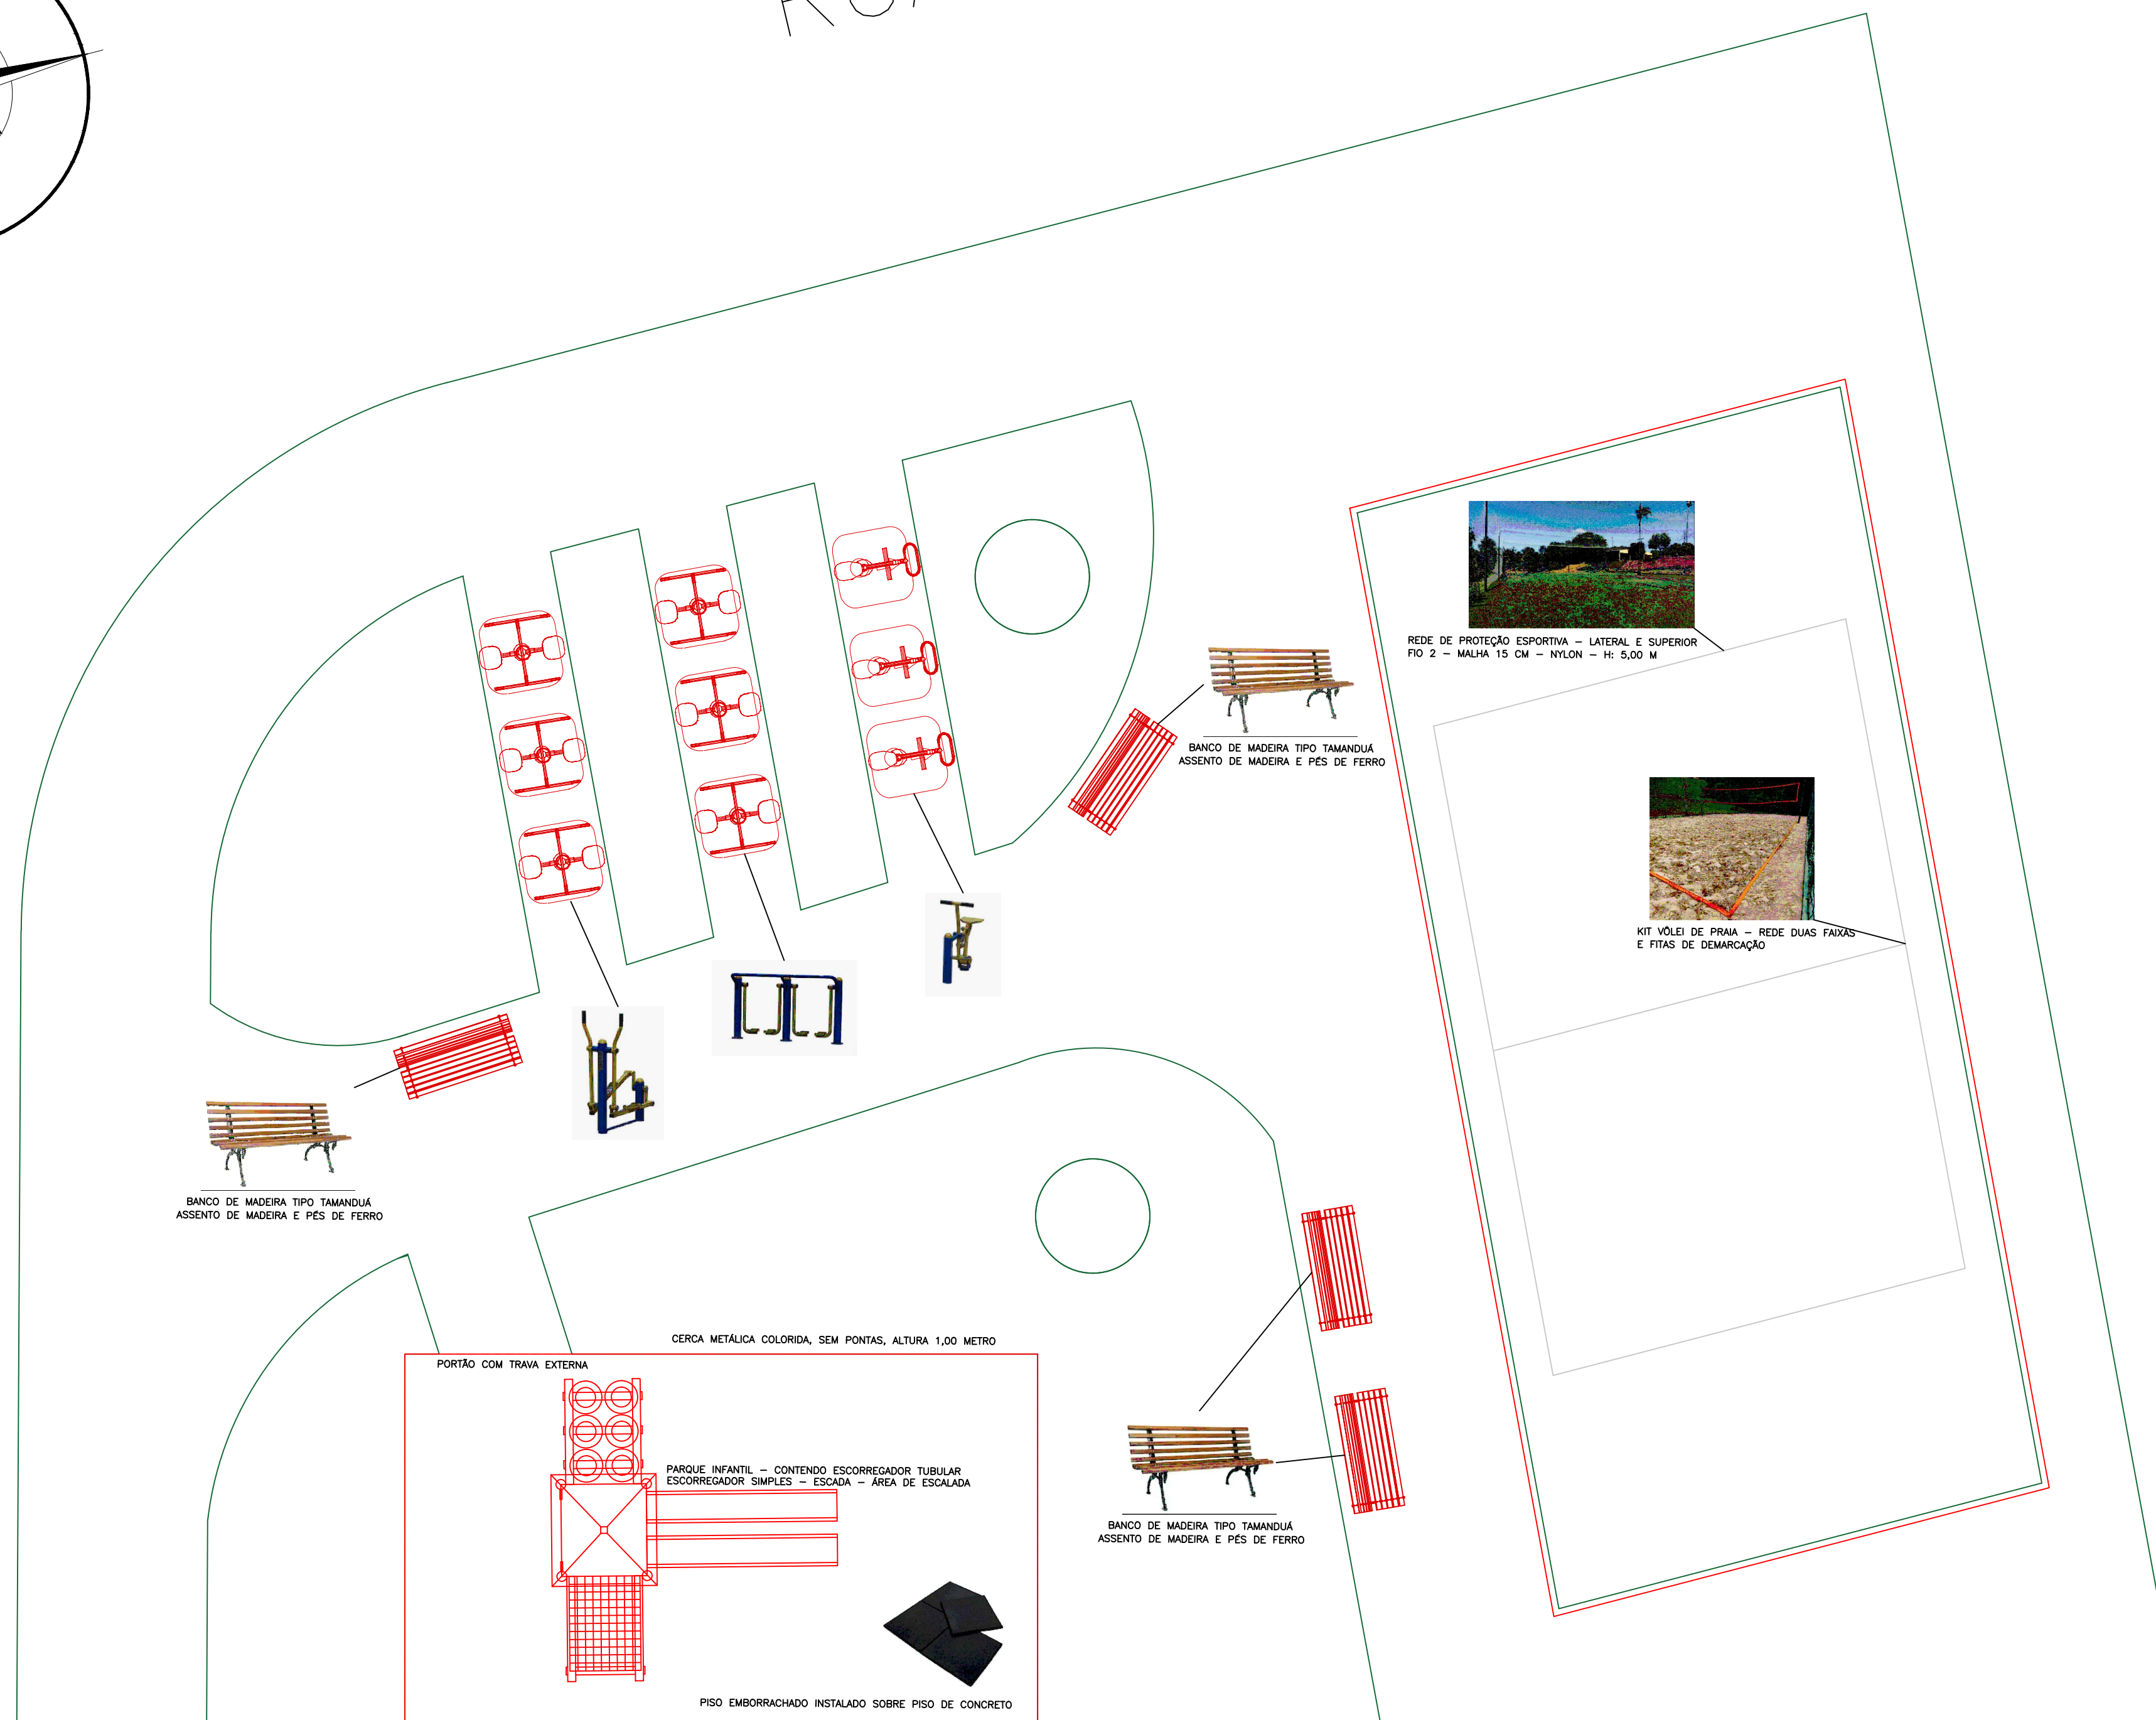 REDE DE PROTEÇÃO ESPORTIVA – LATERAL E SUPERIOR
FIO 2 – MALHA 15 CM – NYLON – H: 5,00 M
BANCO DE MADEIRA TIPO TAMANDUÁ
ASSENTO DE MADEIRA E PÉS DE FERRO
KIT VÔLEI DE PRAIA – REDE DUAS FAIXAS
E FITAS DE DEMARCAÇÃO
BANCO DE MADEIRA TIPO TAMANDUÁ
ASSENTO DE MADEIRA E PÉS DE FERRO
CERCA METÁLICA COLORIDA, SEM PONTAS, ALTURA 1,00 METRO
PORTÃO COM TRAVA EXTERNA
PARQUE INFANTIL – CONTENDO ESCORREGADOR TUBULAR
ESCORREGADOR SIMPLES – ESCADA – ÁREA DE ESCALADA
BANCO DE MADEIRA TIPO TAMANDUÁ
ASSENTO DE MADEIRA E PÉS DE FERRO
PISO EMBORRACHADO INSTALADO SOBRE PISO DE CONCRETO